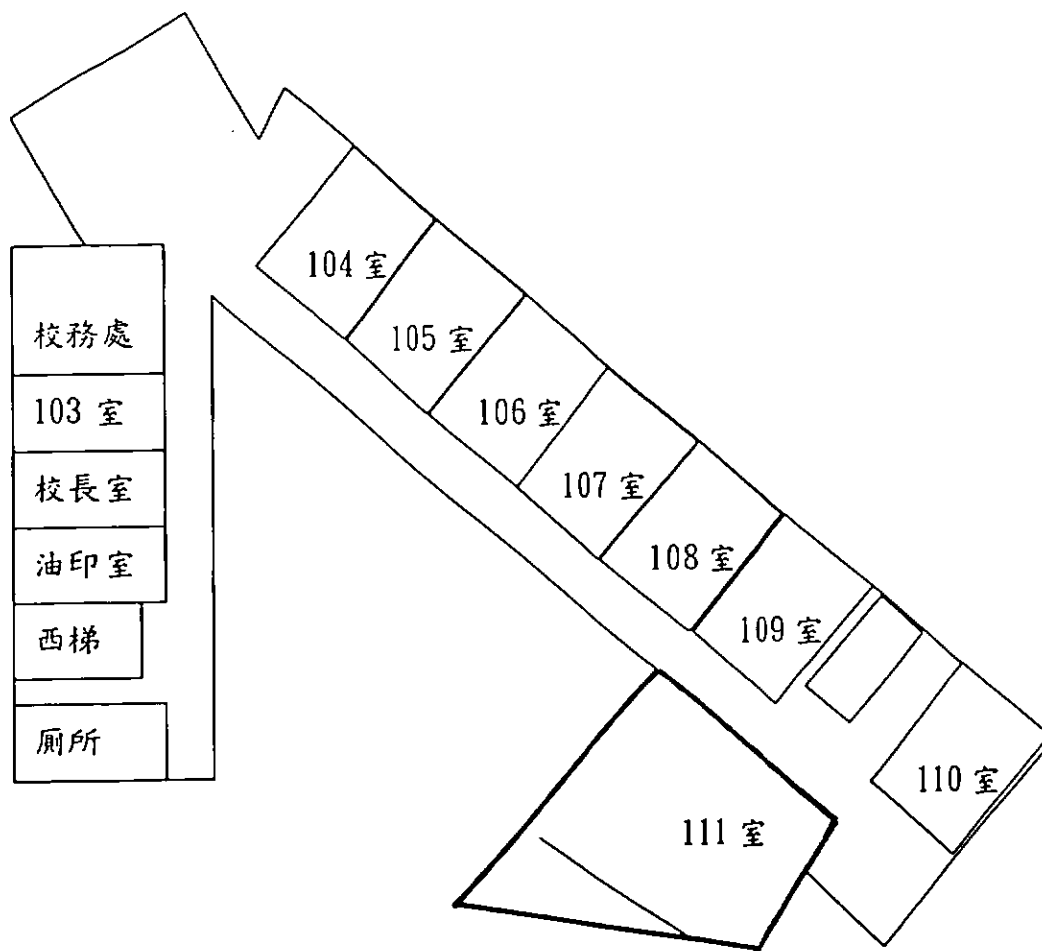 104 室
105 室
106 室
107 室
108 室
109 室
110 室
111 室
校務處
103 室
校長室
油印室
西梯
厠所